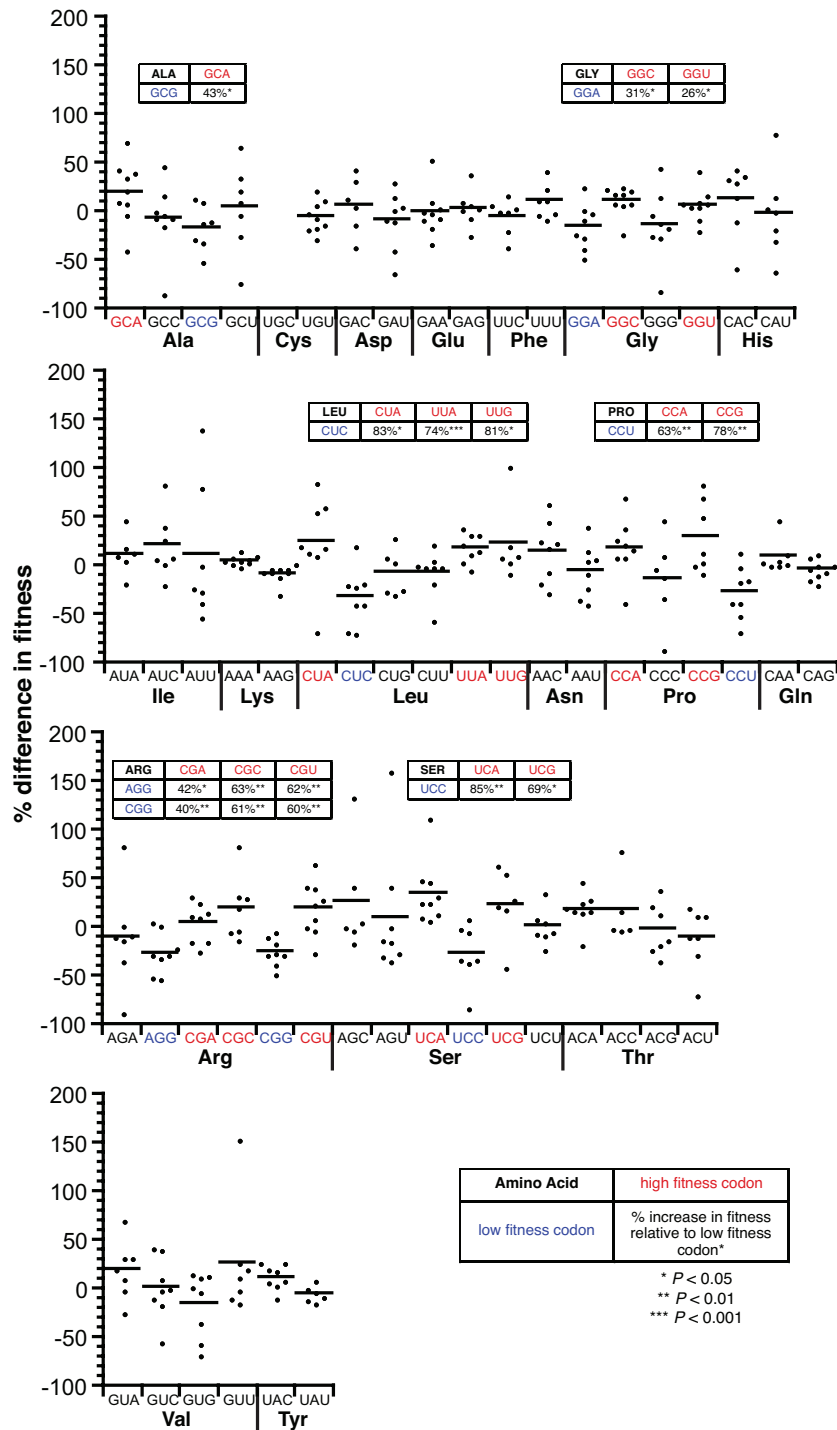 % difference in fitness
200
150
100
50
0
-50
-100
ALA GCA
GCG 43%*
GLY GGC GGU
GGA 31%* 26%*
GCA GCC GCG GCU UGC UGU GAC GAU GAA GAG UUC UUU GGA GGC GGG GGU CAC CAU
Ala Cys Asp Glu Phe Gly His
200
150
100
50
0
-50
-100
LEU CUA UUA UUG
CUC 83%* 74%*** 81%*
PRO CCA CCG
CCU 63%** 78%**
AUA AUC AUU AAA AAG CUA CUC CUG CUU UUA UUG AAC AAU CCA CCC CCG CCU CAA CAG
Ile Lys Leu Asn Pro Gln
200
150
100
50
0
-50
-100
ARG CGA CGC CGU
AGG 42%* 63%** 62%**
CGG 40%** 61%** 60%**
SER UCA UCG
UCC 85%** 69%*
AGA AGG CGA CGC CGG CGU AGC AGU UCA UCC UCG UCU ACA ACC ACG ACU
Arg Ser Thr
200
150
100
50
0
-50
-100
GUA GUC GUG GUU UAC UAU
Val Tyr
Amino Acid high fitness codon
low fitness codon % increase in fitness
relative to low fitness
codon*
* P < 0.05
** P < 0.01
*** P < 0.001